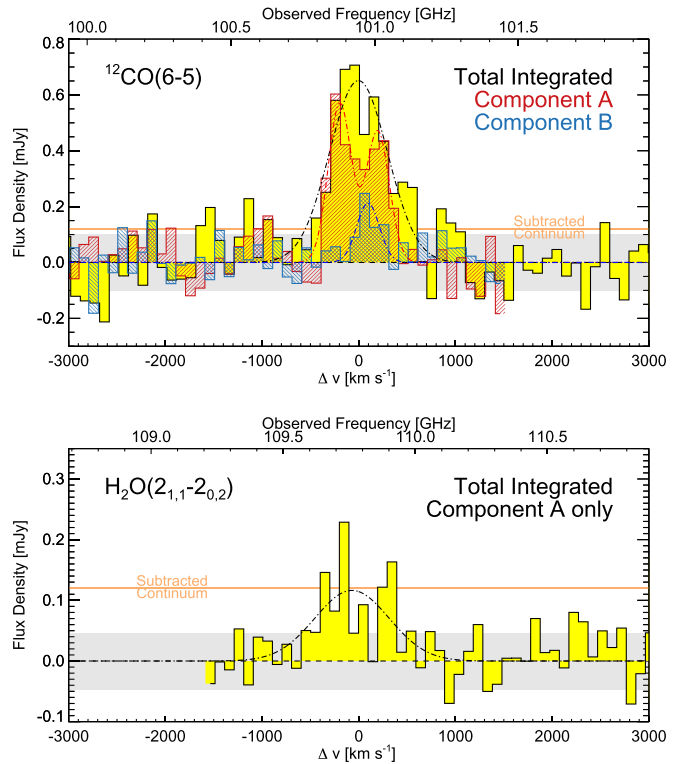 Observed Frequency [GHz]
100.0 100.5 101.0 101.5
0.8
0.6
0.4
0.2
0.0
-0.2
Flux Density [mJy]
¹²CO(6-5)
Total Integrated
Component A
Component B
Subtracted
Continuum
-3000 -2000 -1000 0 1000 2000 3000
Δ v [km s⁻¹]
Observed Frequency [GHz]
109.0 109.5 110.0 110.5
0.3
0.2
0.1
0.0
-0.1
Flux Density [mJy]
H₂O(2₁,₁-2₀,₂)
Total Integrated
Component A only
Subtracted
Continuum
-3000 -2000 -1000 0 1000 2000 3000
Δ v [km s⁻¹]